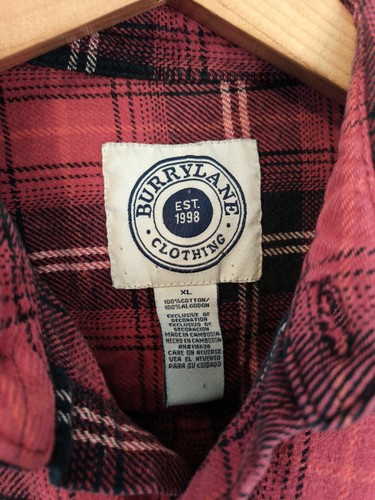 BURRYLANE
EST.
1998
• CLOTHING •
XL
100%COTTON/
100%ALGODON
EXCLUSIVE OF
DECORATION
EXCLUSIVO DE
DECORACION
MADE IN CAMBODIA
HECHO EN CAMBODIA
CARE ON REVERSE
VEA EL REVERSO
PARA SU CUIDADO